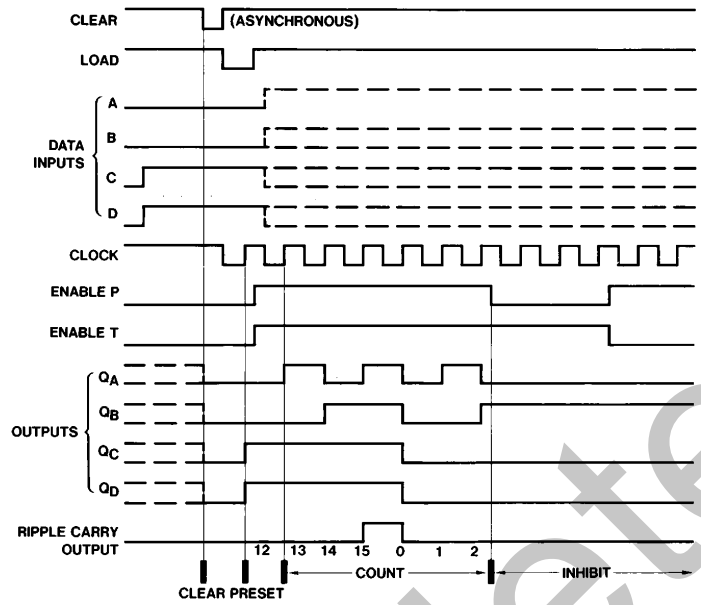 CLEAR (ASYNCHRONOUS)
LOAD
DATA INPUTS
A
B
C
D
CLOCK
ENABLE P
ENABLE T
OUTPUTS
QA
QB
QC
QD
RIPPLE CARRY OUTPUT
12 13 14 15 0 1 2
COUNT INHIBIT
CLEAR PRESET